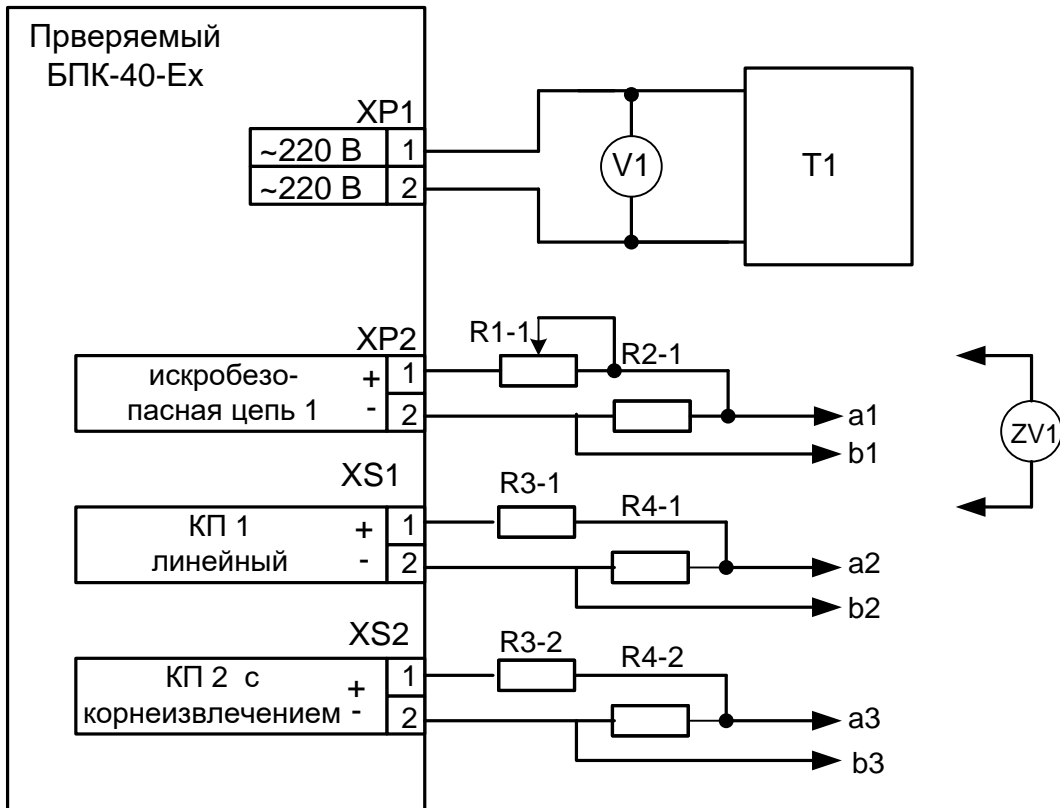 Прверяемый
БПК-40-Ex
XP1
~220 В 1
~220 В 2
V1
T1
XP2
R1-1
R2-1
искробезо-
пасная цепь 1
+ 1
- 2
a1
b1
ZV1
XS1
R3-1
R4-1
КП 1
линейный
+ 1
- 2
a2
b2
XS2
R3-2
R4-2
КП 2 с
корнеизвлечением
+ 1
- 2
a3
b3